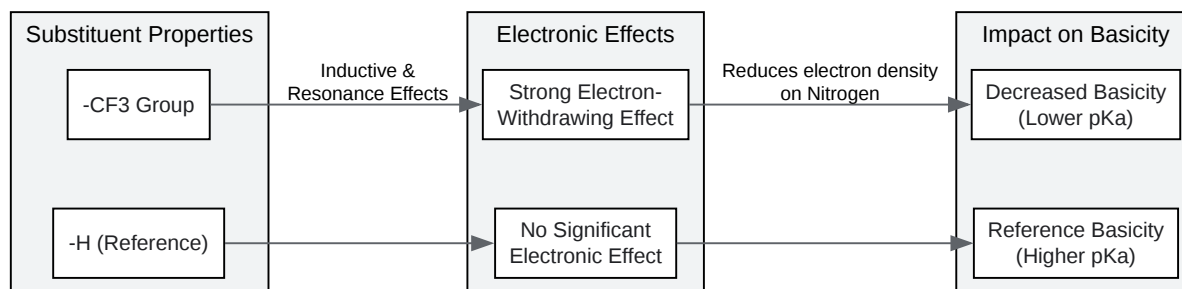 Substituent Properties
Electronic Effects
Impact on Basicity
-CF3 Group
Inductive &
Resonance Effects
Strong Electron-
Withdrawing Effect
Reduces electron density
on Nitrogen
Decreased Basicity
(Lower pKa)
-H (Reference)
No Significant
Electronic Effect
Reference Basicity
(Higher pKa)